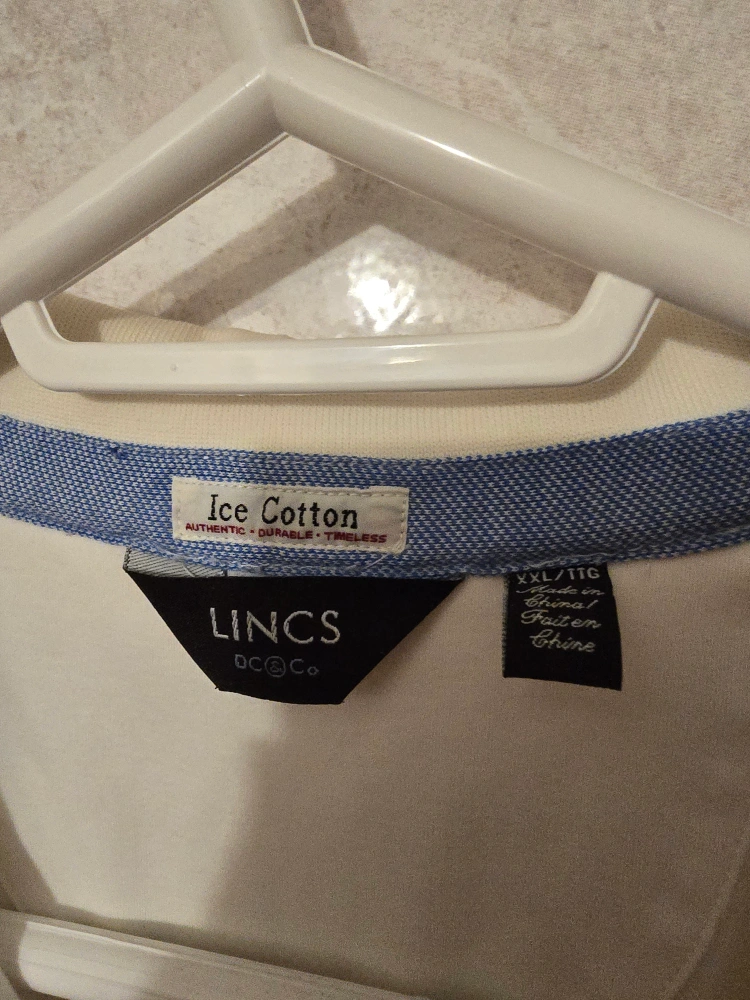 Ice Cotton
AUTHENTIC • DURABLE • TIMELESS
LINCS
DC&Co
XXL/TTG
Made in
China/
Fait en
Chine